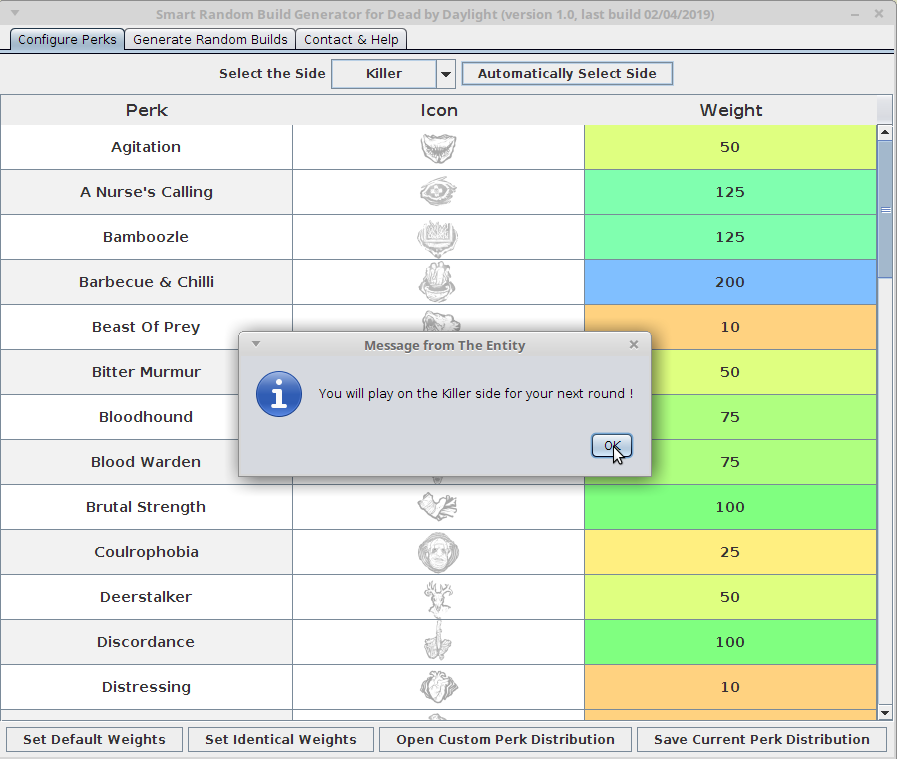 Smart Random Build Generator for Dead by Daylight (version 1.0, last build 02/04/2019)
Configure Perks Generate Random Builds Contact & Help
Select the Side Killer Automatically Select Side
Perk Icon Weight
Agitation 50
A Nurse's Calling 125
Bamboozle 125
Barbecue & Chilli 200
Beast Of Prey 10
Message from The Entity
Bitter Murmur 50
You will play on the Killer side for your next round !
Bloodhound 75
OK
Blood Warden 75
Brutal Strength 100
Coulrophobia 25
Deerstalker 50
Discordance 100
Distressing 10
Set Default Weights Set Identical Weights Open Custom Perk Distribution Save Current Perk Distribution